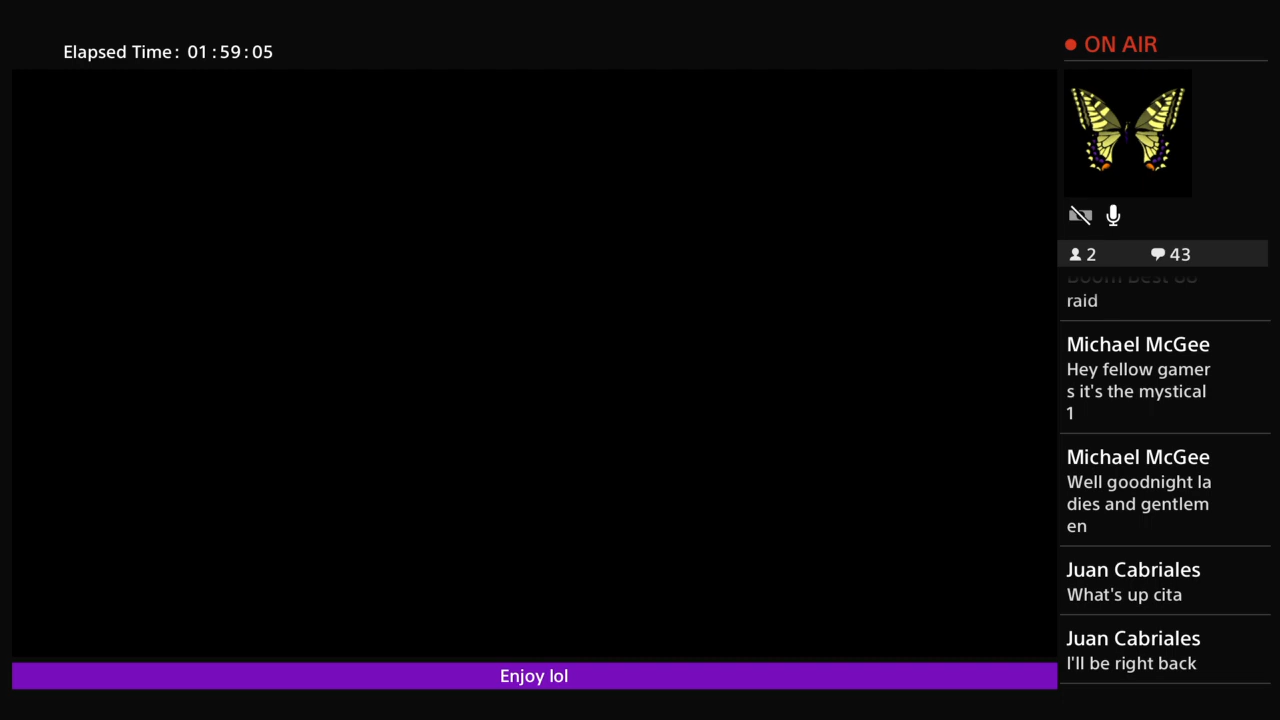 Elapsed Time: 01:59:05
ON AIR
2 43
raid
Michael McGee
Hey fellow gamer
s it's the mystical
1
Michael McGee
Well goodnight la
dies and gentlem
en
Juan Cabriales
What's up cita
Juan Cabriales
I'll be right back
Enjoy lol